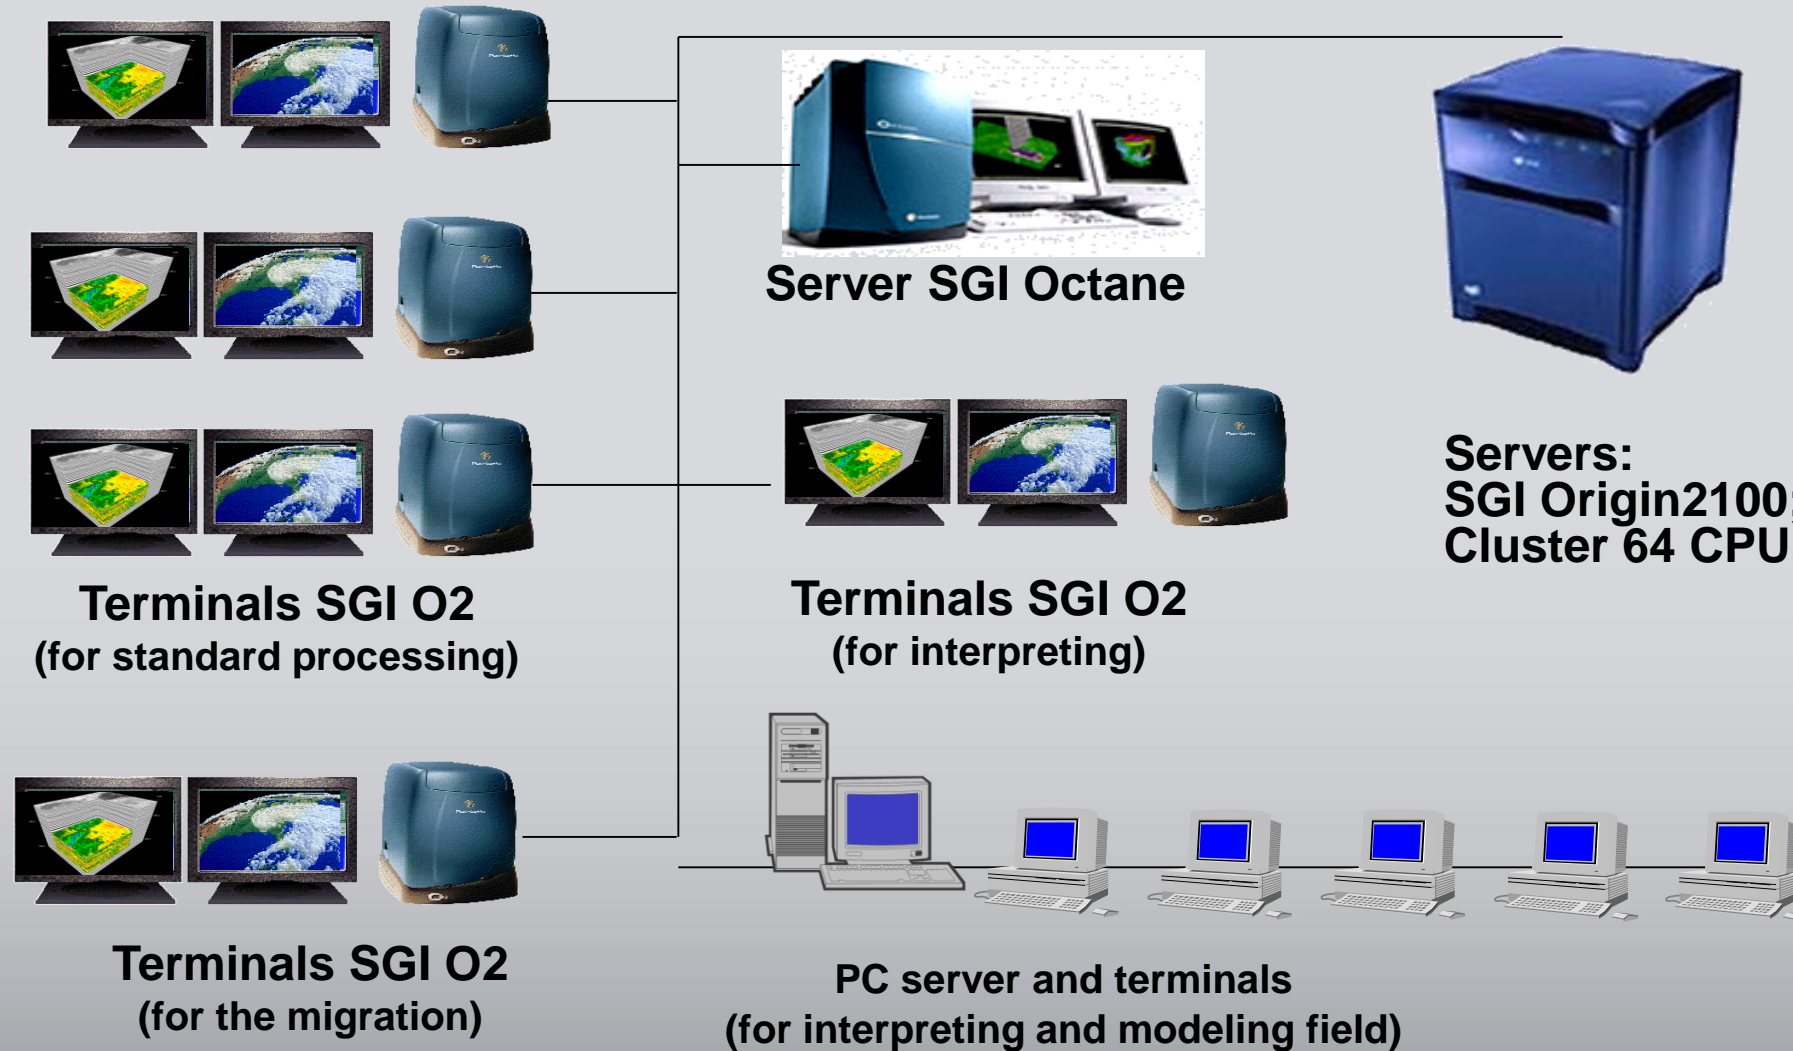 Server SGI Octane
Servers:
SGI Origin2100;
Cluster 64 CPU
Terminals SGI O2
(for standard processing)
Terminals SGI O2
(for interpreting)
Terminals SGI O2
(for the migration)
PC server and terminals
(for interpreting and modeling field)